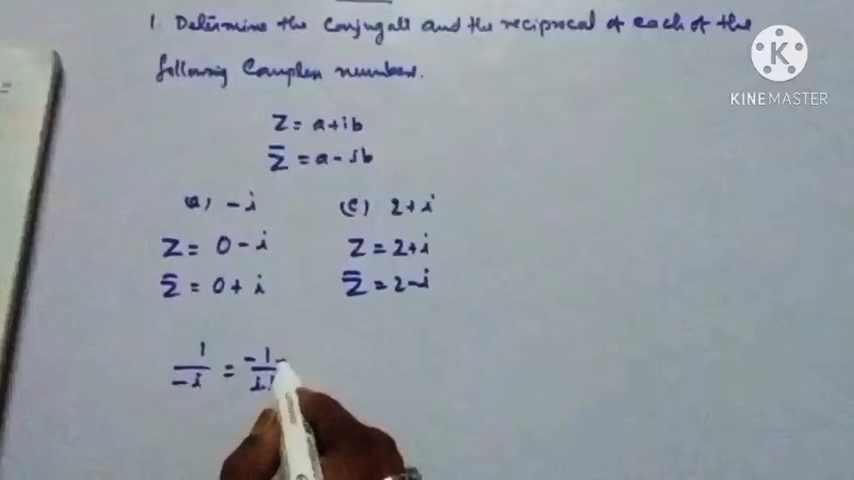 1. Determine the Conjugate and the reciprocal of each of the
KINEMASTER
following Complex numbers.
Z = a+ib
Z̄ = a-ib
(a) -i (c) 2+i
Z = 0-i Z = 2+i
Z̄ = 0+i Z̄ = 2-i
1/-i = -1